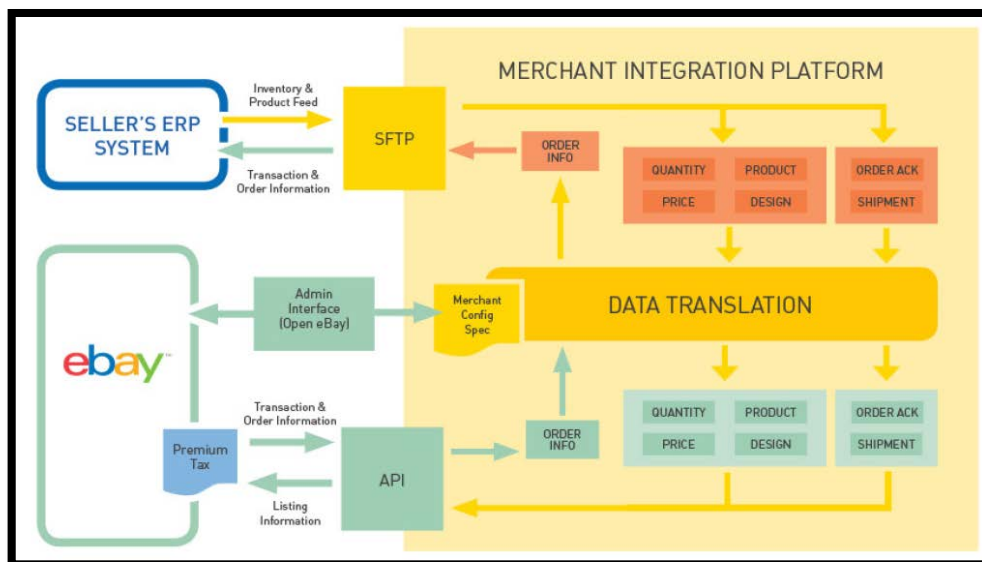 MERCHANT INTEGRATION PLATFORM
Inventory &
Product Feed
SELLER'S ERP
SYSTEM
SFTP
Transaction &
Order Information
ORDER
INFO
QUANTITY
PRODUCT
PRICE
DESIGN
ORDER ACK
SHIPMENT
Admin
Interface
(Open eBay)
Merchant
Config
Spec
DATA TRANSLATION
ebay™
Transaction &
Order Information
Premium
Tax
API
Listing
Information
ORDER
INFO
QUANTITY
PRODUCT
PRICE
DESIGN
ORDER ACK
SHIPMENT